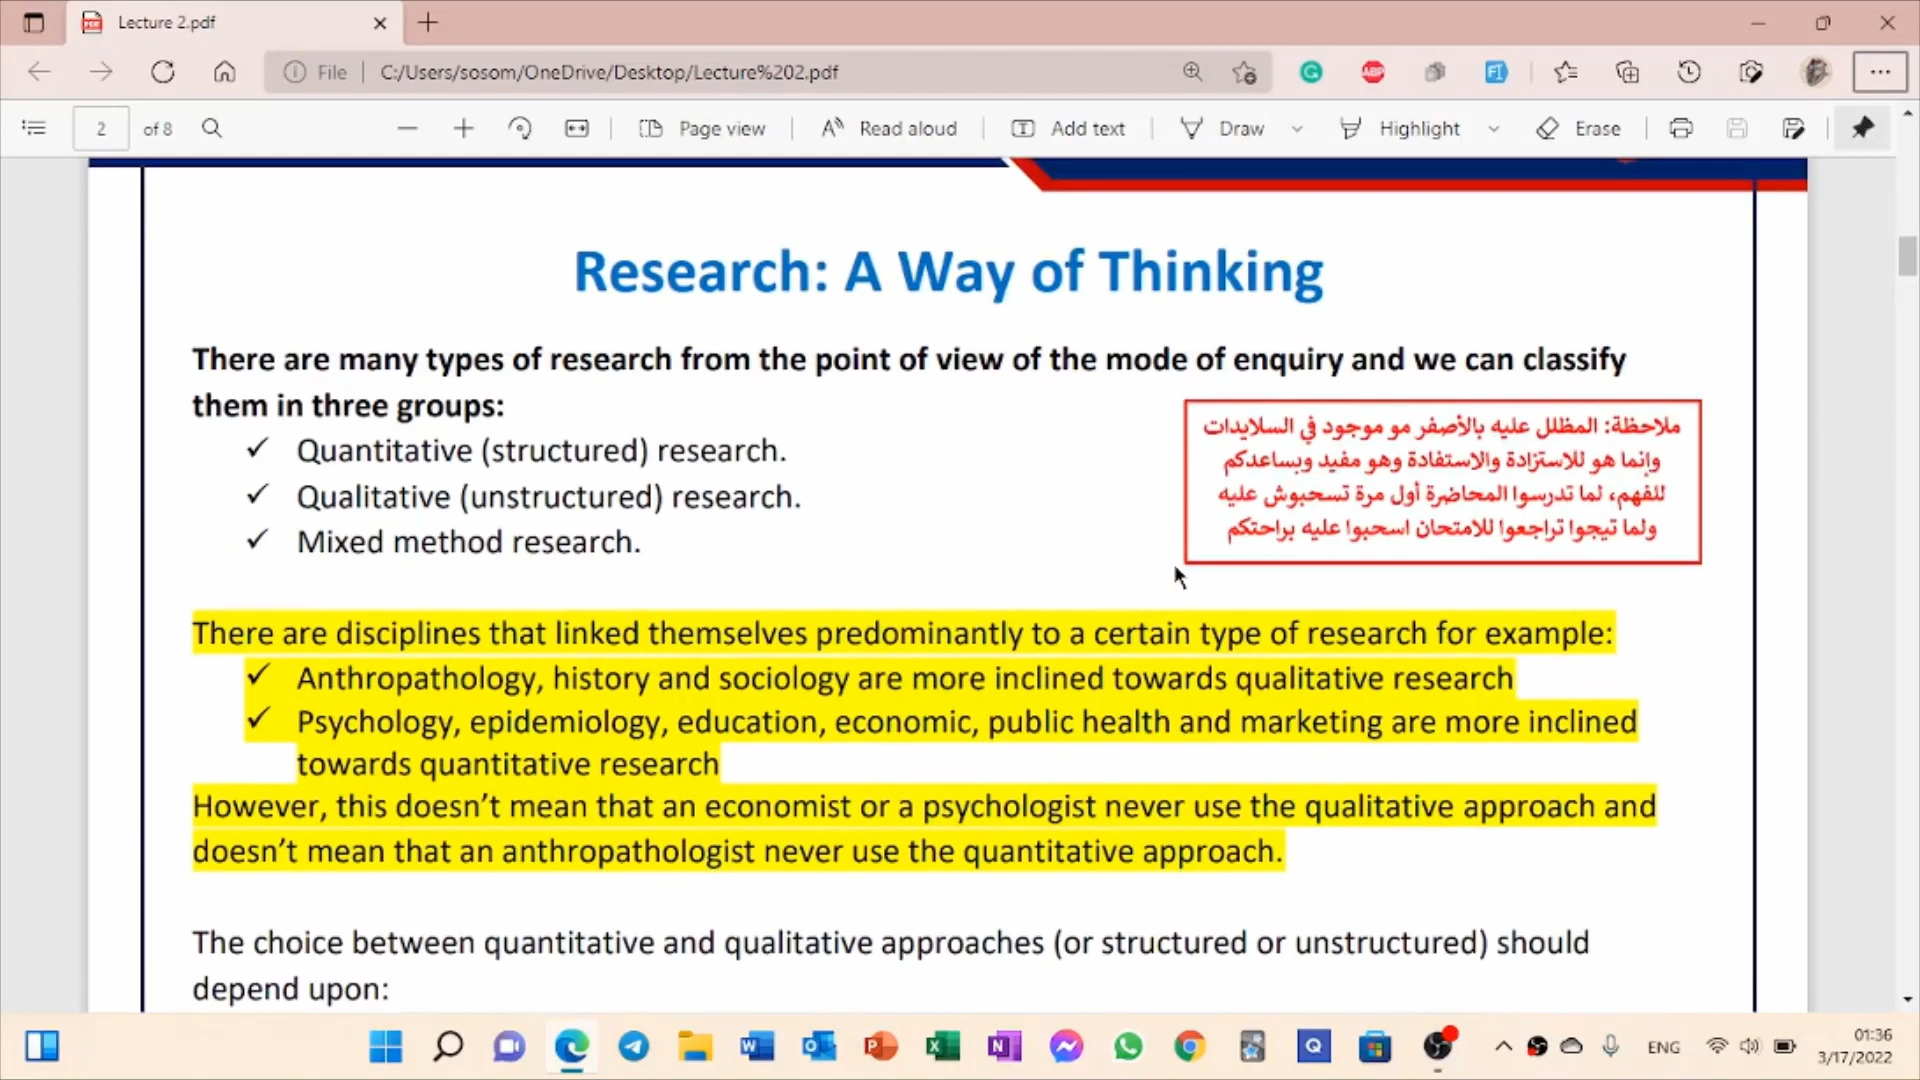 Lecture 2.pdf
File
C:/Users/sosom/OneDrive/Desktop/Lecture%202.pdf
2 of 8
Page view
Read aloud
Add text
Draw
Highlight
Erase
Research: A Way of Thinking
There are many types of research from the point of view of the mode of enquiry and we can classify
them in three groups:
✓ Quantitative (structured) research.
✓ Qualitative (unstructured) research.
✓ Mixed method research.
ملاحظة: المظلل عليه بالأصفر مو موجود في السلايدات
وإنما هو للاستزادة والاستفادة وهو مفيد وبساعدكم
للفهم، لما تدرسوا المحاضرة أول مرة تسحبوش عليه
ولما تيجوا تراجعوا للامتحان اسحبوا عليه براحتكم
There are disciplines that linked themselves predominantly to a certain type of research for example:
✓ Anthropathology, history and sociology are more inclined towards qualitative research
✓ Psychology, epidemiology, education, economic, public health and marketing are more inclined
towards quantitative research
However, this doesn't mean that an economist or a psychologist never use the qualitative approach and
doesn't mean that an anthropathologist never use the quantitative approach.
The choice between quantitative and qualitative approaches (or structured or unstructured) should
depend upon:
ENG
01:36
3/17/2022